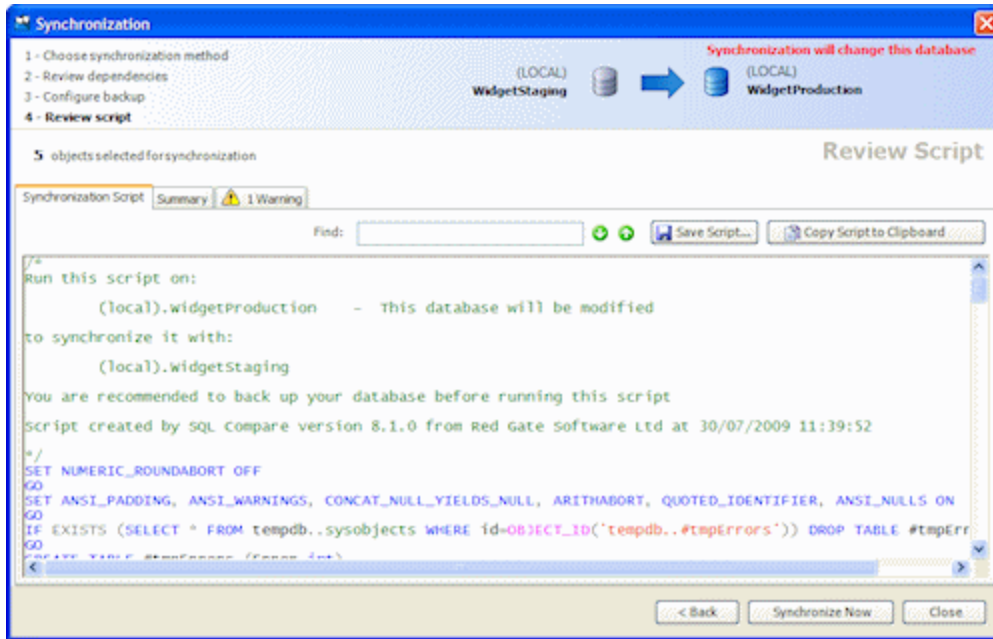 Synchronization
1 - Choose synchronization method
2 - Review dependencies
3 - Configure backup
4 - Review script
Synchronization will change this database
(LOCAL)
WidgetStaging
(LOCAL)
WidgetProduction
5 objects selected for synchronization
Review Script
Synchronization Script
Summary
1 Warning
Find:
Save Script...
Copy Script to Clipboard
/*
Run this script on:
(local).WidgetProduction - This database will be modified
to synchronize it with:
(local).WidgetStaging
You are recommended to back up your database before running this script
Script created by SQL Compare version 8.1.0 from Red Gate Software Ltd at 30/07/2009 11:39:52
*/
SET NUMERIC_ROUNDABORT OFF
GO
SET ANSI_PADDING, ANSI_WARNINGS, CONCAT_NULL_YIELDS_NULL, ARITHABORT, QUOTED_IDENTIFIER, ANSI_NULLS ON
GO
IF EXISTS (SELECT * FROM tempdb..sysobjects WHERE id=OBJECT_ID('tempdb..#tmpErrors')) DROP TABLE #tmpErr
GO
CREATE TABLE #tmpErrors (Error int)
< Back
Synchronize Now
Close